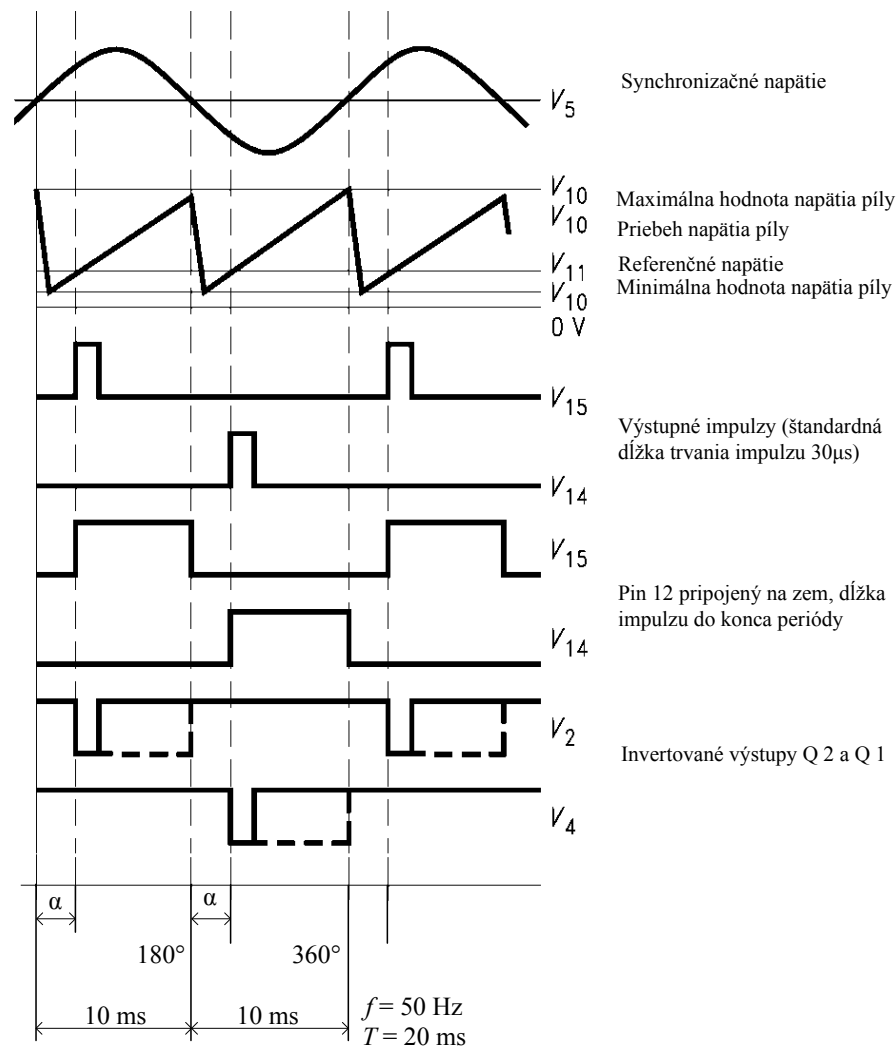 V5
Synchronizačné napätie
V10
Maximálna hodnota napätia píly
V10
Priebeh napätia píly
V11
Referenčné napätie
V10
Minimálna hodnota napätia píly
0 V
V15
Výstupné impulzy (štandardná
dĺžka trvania impulzu 30μs)
V14
V15
Pin 12 pripojený na zem, dĺžka
impulzu do konca periódy
V14
V2
Invertované výstupy Q 2 a Q 1
V4
α
α
180°
360°
10 ms
10 ms
f = 50 Hz
T = 20 ms